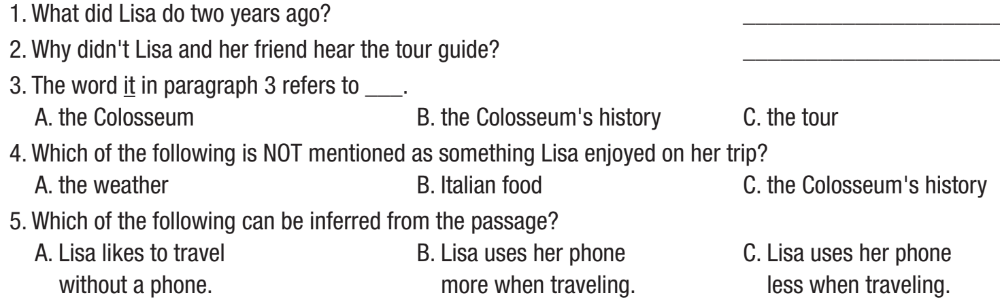 1. What did Lisa do two years ago? ______________________
2. Why didn't Lisa and her friend hear the tour guide? ______________________
3. The word it in paragraph 3 refers to ___.
A. the Colosseum B. the Colosseum's history C. the tour
4. Which of the following is NOT mentioned as something Lisa enjoyed on her trip?
A. the weather B. Italian food C. the Colosseum's history
5. Which of the following can be inferred from the passage?
A. Lisa likes to travel B. Lisa uses her phone C. Lisa uses her phone
without a phone. more when traveling. less when traveling.